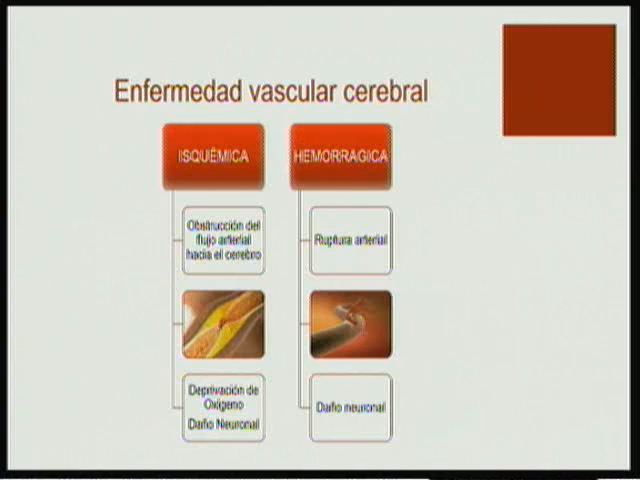 Enfermedad vascular cerebral
ISQUÉMICA
Obstrucción del
flujo arterial
hacia el cerebro
Deprivación de
Oxígeno
Daño Neuronal
HEMORRAGICA
Ruptura arterial
Daño neuronal